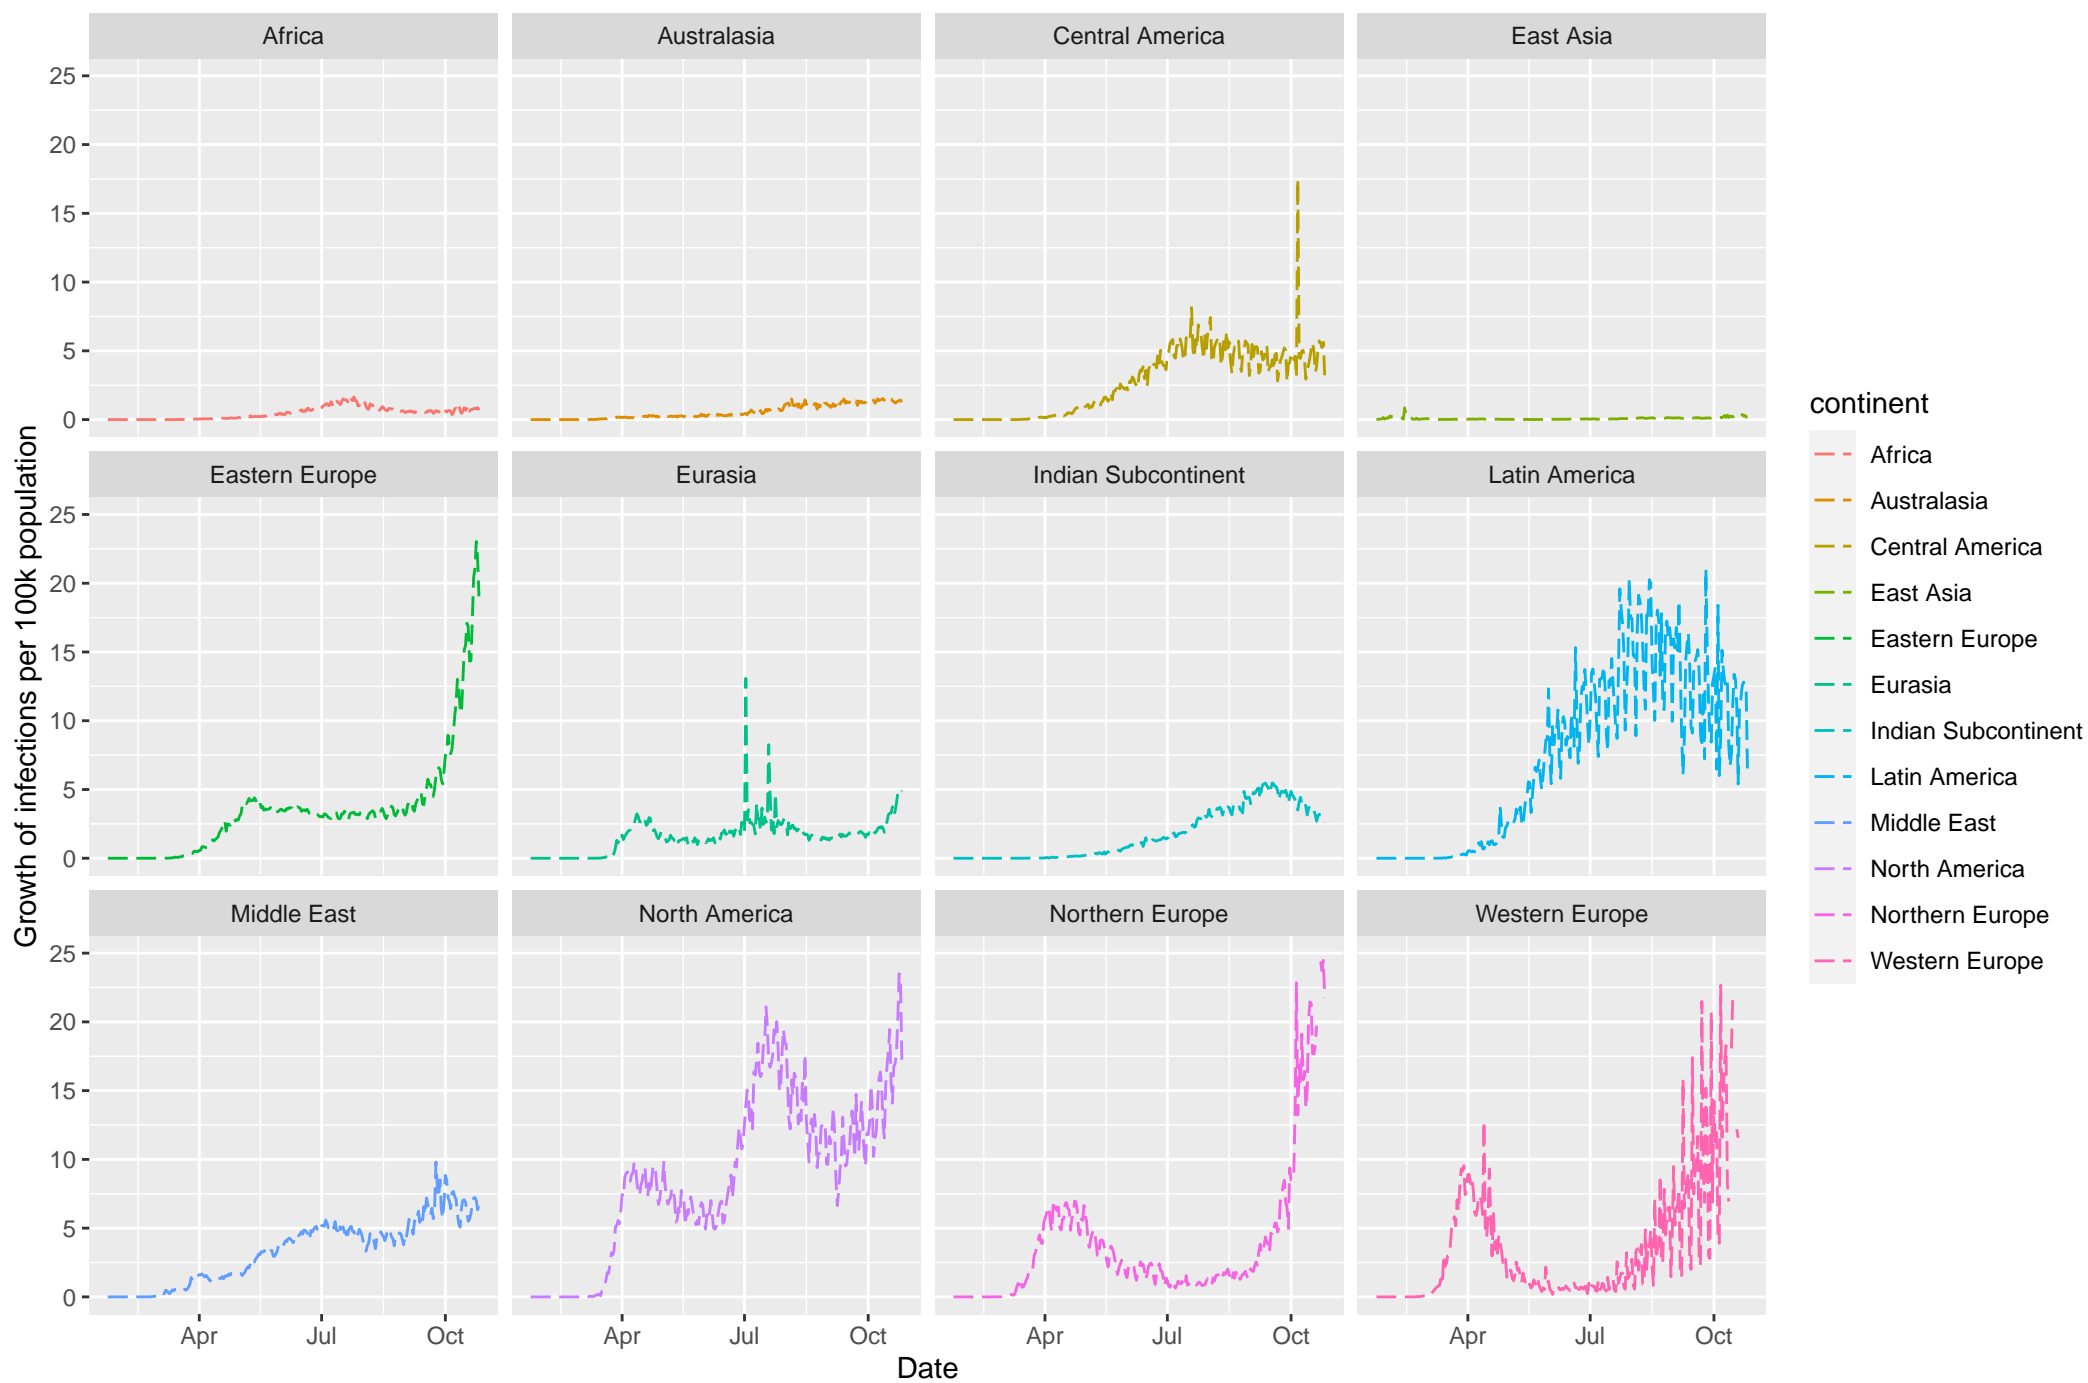 Africa
Australasia
Central America
East Asia
25
20
15
10
5
0
Eastern Europe
Eurasia
Indian Subcontinent
Latin America
25
20
15
10
5
0
Middle East
North America
Northern Europe
Western Europe
25
20
15
10
5
0
Apr Jul Oct
Apr Jul Oct
Apr Jul Oct
Apr Jul Oct
Date
Growth of infections per 100k population
continent
Africa
Australasia
Central America
East Asia
Eastern Europe
Eurasia
Indian Subcontinent
Latin America
Middle East
North America
Northern Europe
Western Europe